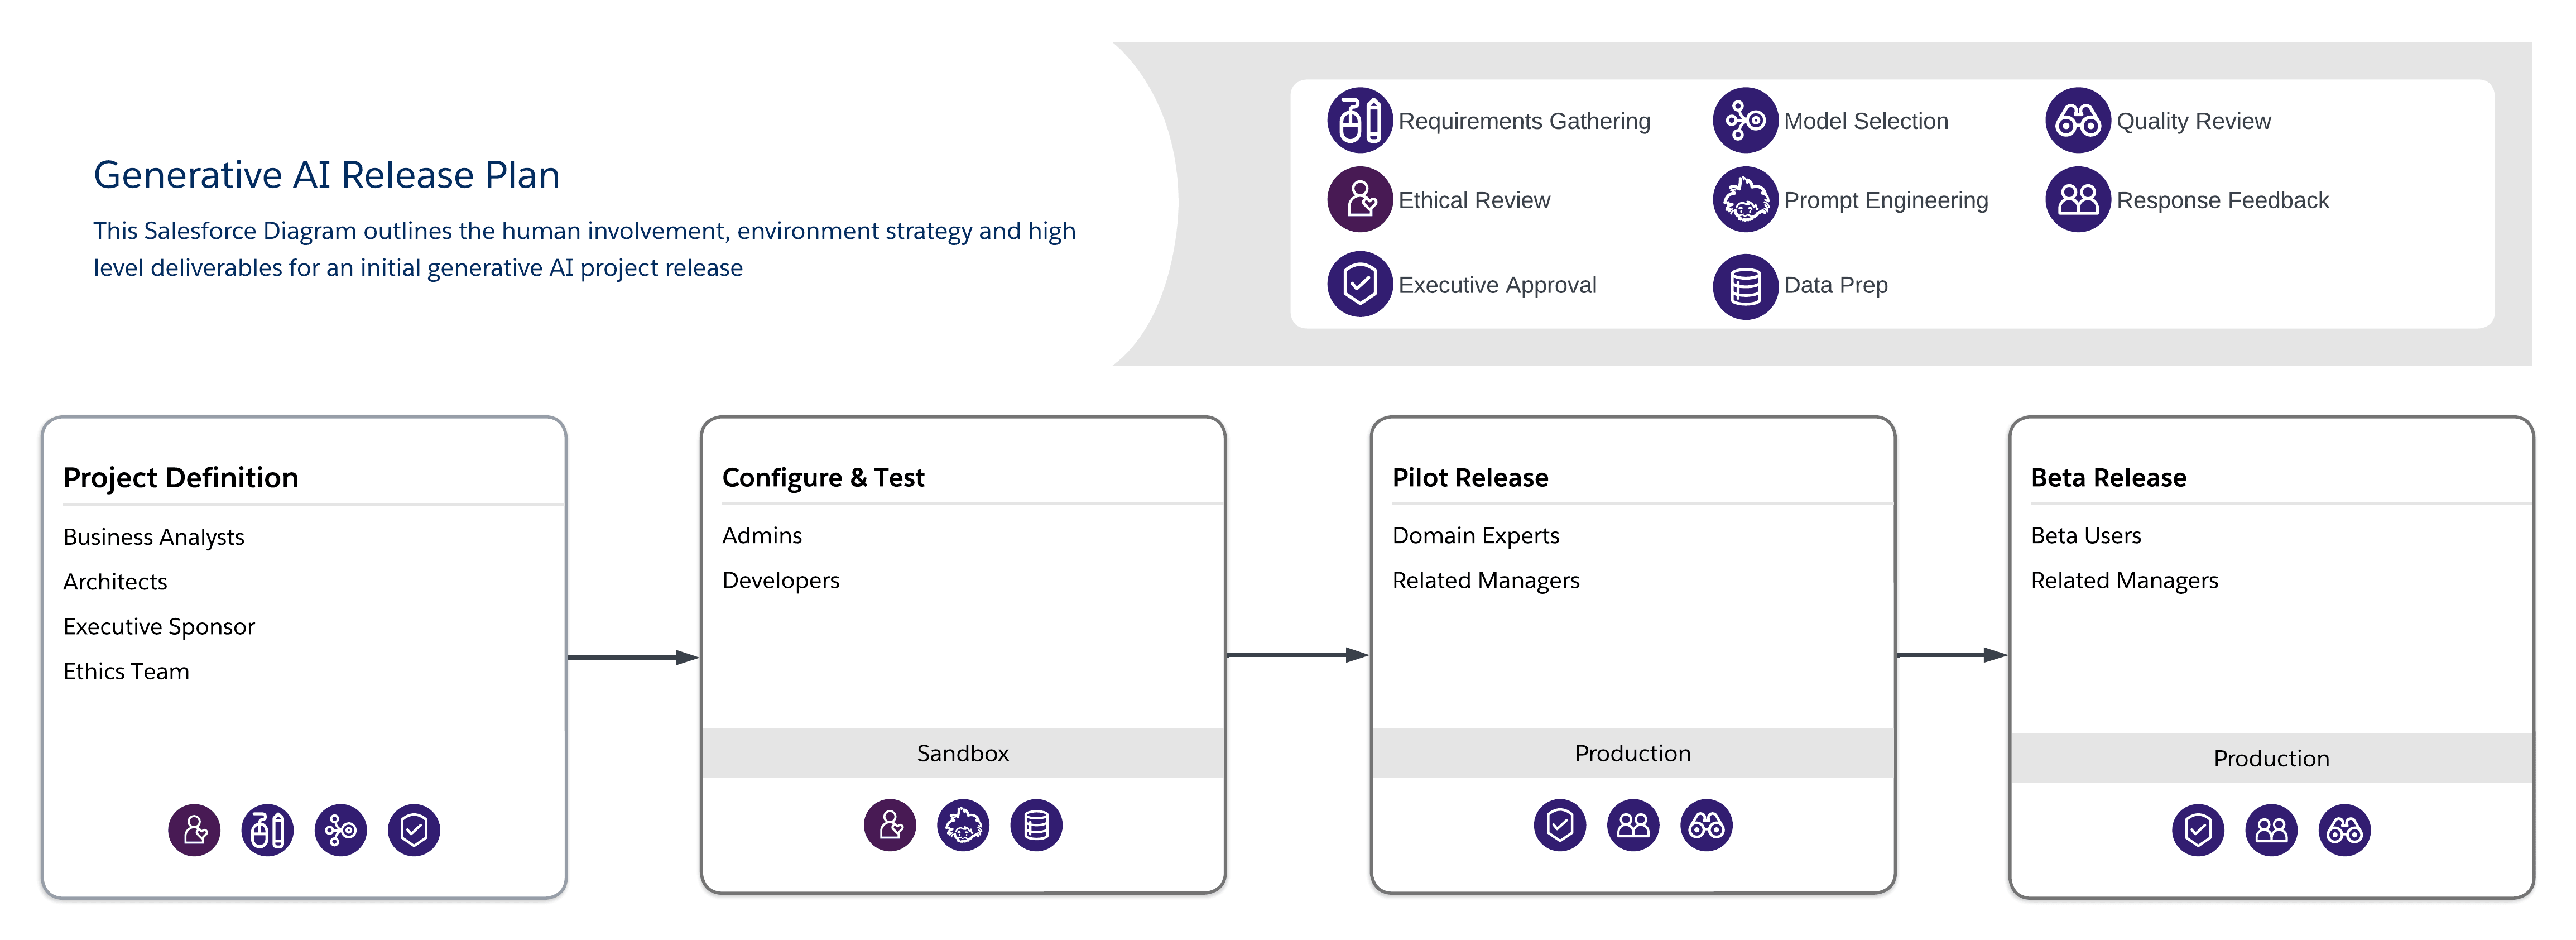 Generative AI Release Plan
This Salesforce Diagram outlines the human involvement, environment strategy and high
level deliverables for an initial generative AI project release
Requirements Gathering
Model Selection
Quality Review
Ethical Review
Prompt Engineering
Response Feedback
Executive Approval
Data Prep
Project Definition
Business Analysts
Architects
Executive Sponsor
Ethics Team
Configure & Test
Admins
Developers
Sandbox
Pilot Release
Domain Experts
Related Managers
Production
Beta Release
Beta Users
Related Managers
Production